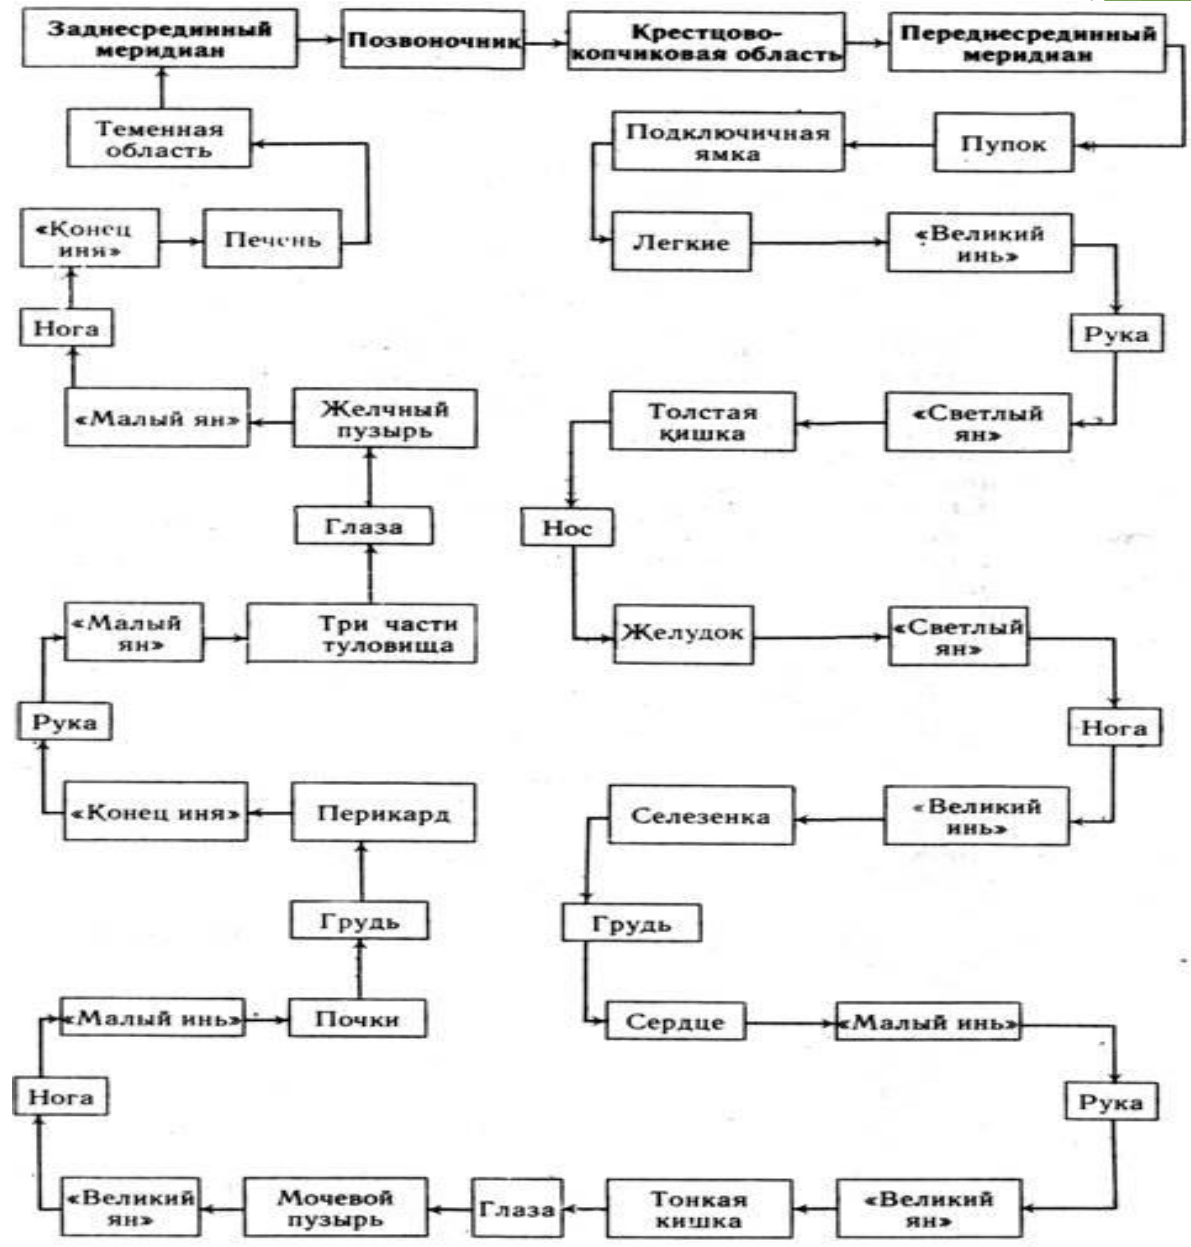 Заднесрединный
меридиан
Позвоночник
Крестцово-
копчиковая область
Переднесрединный
меридиан
Теменная
область
Подключичная
ямка
Пупок
«Конец
иня»
Печень
Легкие
«Великий
инь»
Нога
Рука
«Малый ян»
Желчный
пузырь
Толстая
кишка
«Светлый
ян»
Глаза
Нос
«Малый
ян»
Три части
туловища
Желудок
«Светлый
ян»
Рука
Нога
«Конец иня»
Перикард
Селезенка
«Великий
инь»
Грудь
Грудь
«Малый инь»
Почки
Сердце
«Малый инь»
Нога
Рука
«Великий
ян»
Мочевой
пузырь
Глаза
Тонкая
кишка
«Великий
ян»